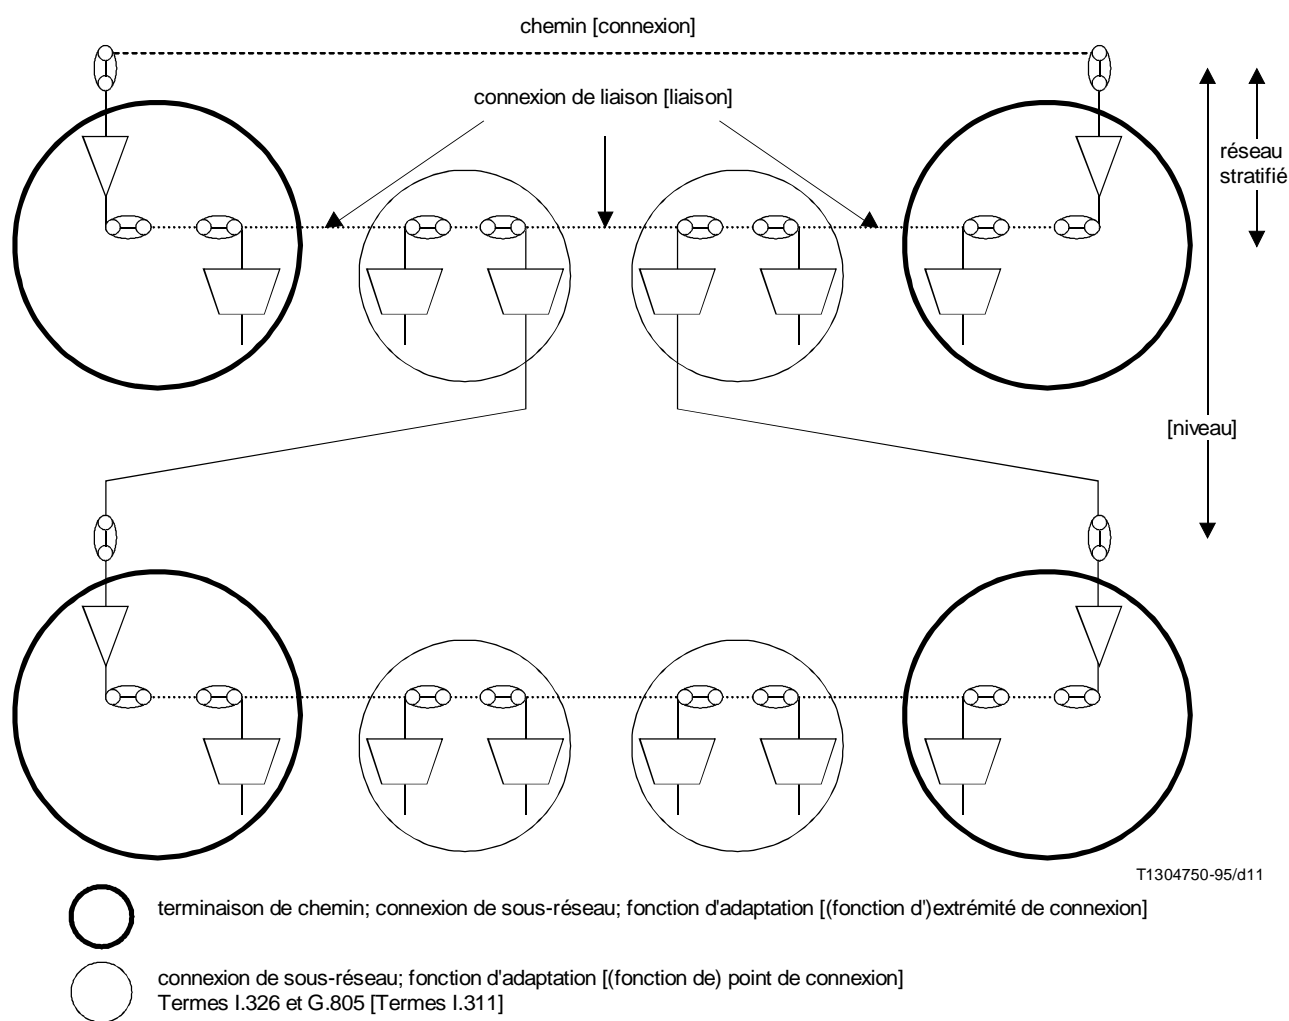 chemin [connexion]
connexion de liaison [liaison]
réseau
stratifié
[niveau]
T1304750-95/d11
terminaison de chemin; connexion de sous-réseau; fonction d'adaptation [(fonction d')extrémité de connexion]
connexion de sous-réseau; fonction d'adaptation [(fonction de) point de connexion]
Termes I.326 et G.805 [Termes I.311]